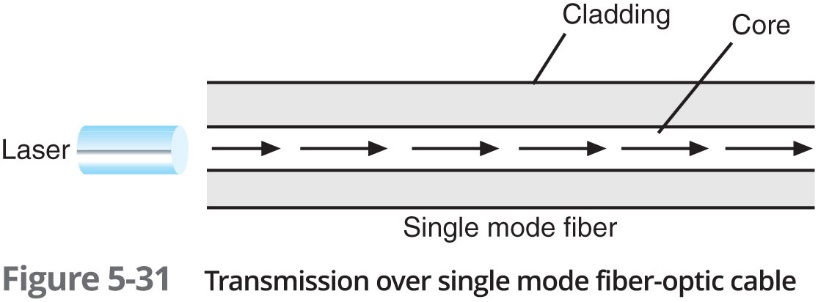 Cladding
Core
Laser
Single mode fiber
Figure 5-31 Transmission over single mode fiber-optic cable